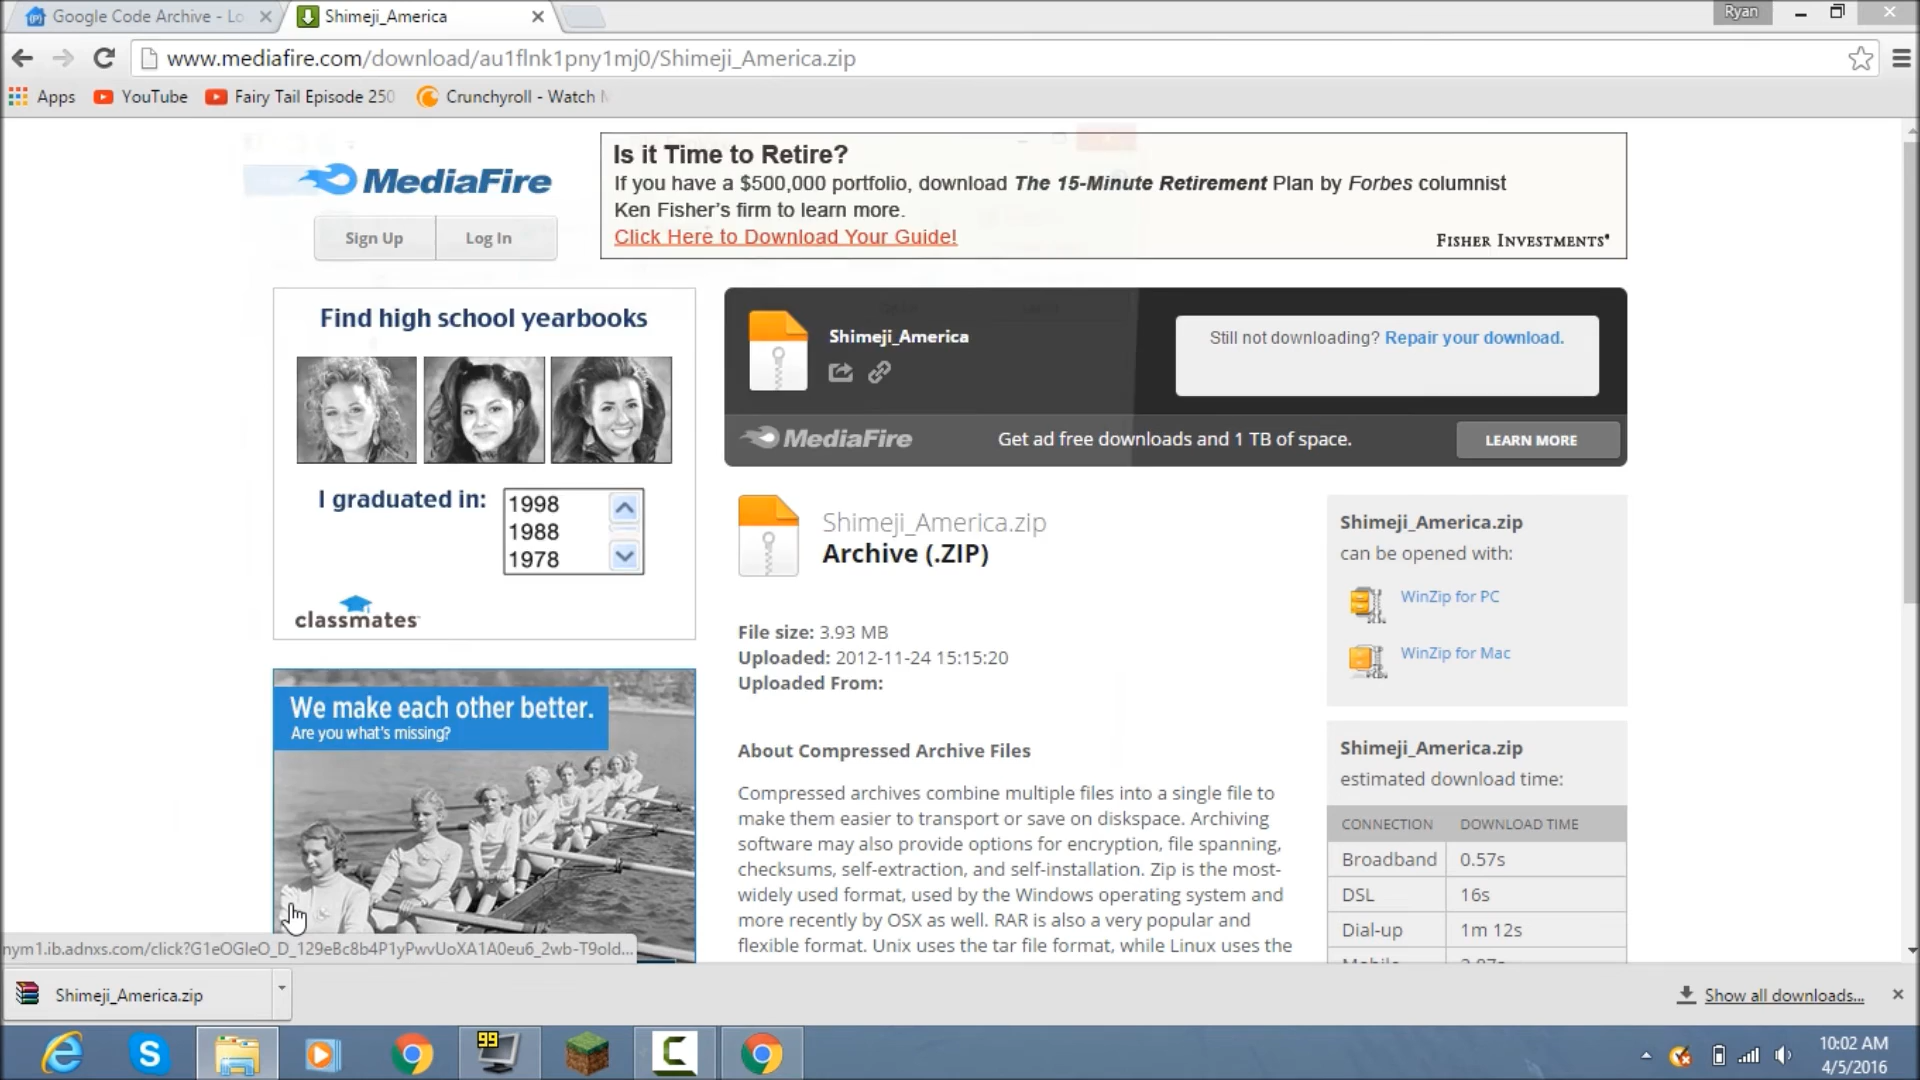 Google Code Archive - Lo
Shimeji_America
Ryan
www.mediafire.com/download/au1flnk1pny1mj0/Shimeji_America.zip
Apps
YouTube
Fairy Tail Episode 250
Crunchyroll - Watch
MediaFire
Sign Up
Log In
Is it Time to Retire?
If you have a $500,000 portfolio, download The 15-Minute Retirement Plan by Forbes columnist
Ken Fisher's firm to learn more.
Click Here to Download Your Guide!
FISHER INVESTMENTS®
Find high school yearbooks
I graduated in:
1998
1988
1978
classmates
Shimeji_America
Still not downloading? Repair your download.
MediaFire
Get ad free downloads and 1 TB of space.
LEARN MORE
Shimeji_America.zip
Archive (.ZIP)
File size: 3.93 MB
Uploaded: 2012-11-24 15:15:20
Uploaded From:
About Compressed Archive Files
Compressed archives combine multiple files into a single file to
make them easier to transport or save on diskspace. Archiving
software may also provide options for encryption, file spanning,
checksums, self-extraction, and self-installation. Zip is the most-
widely used format, used by the Windows operating system and
more recently by OSX as well. RAR is also a very popular and
flexible format. Unix uses the tar file format, while Linux uses the
Shimeji_America.zip
can be opened with:
WinZip for PC
WinZip for Mac
Shimeji_America.zip
estimated download time:
CONNECTION DOWNLOAD TIME
Broadband 0.57s
DSL 16s
Dial-up 1m 12s
We make each other better.
Are you what's missing?
nym1.ib.adnxs.com/click?G1eOGleO_D_129eBc8b4P1yPwvUoXA1A0eu6_2wb-T9old...
Shimeji_America.zip
Show all downloads...
99
10:02 AM
4/5/2016